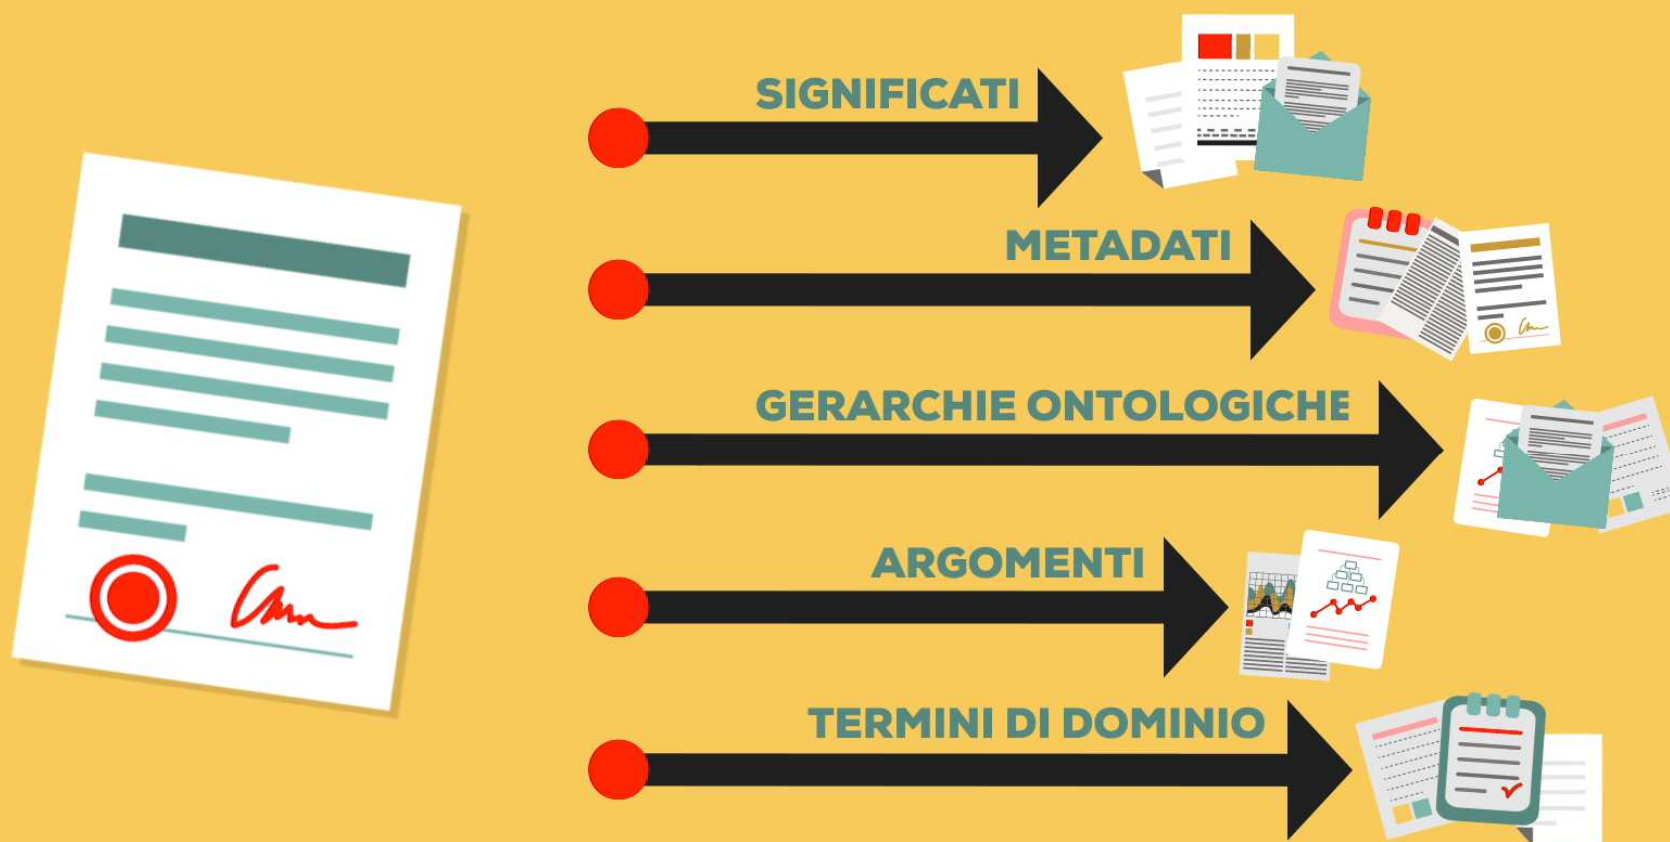 SIGNIFICATI
METADATI
GERARCHIE ONTOLOGICHE
ARGOMENTI
TERMINI DI DOMINIO